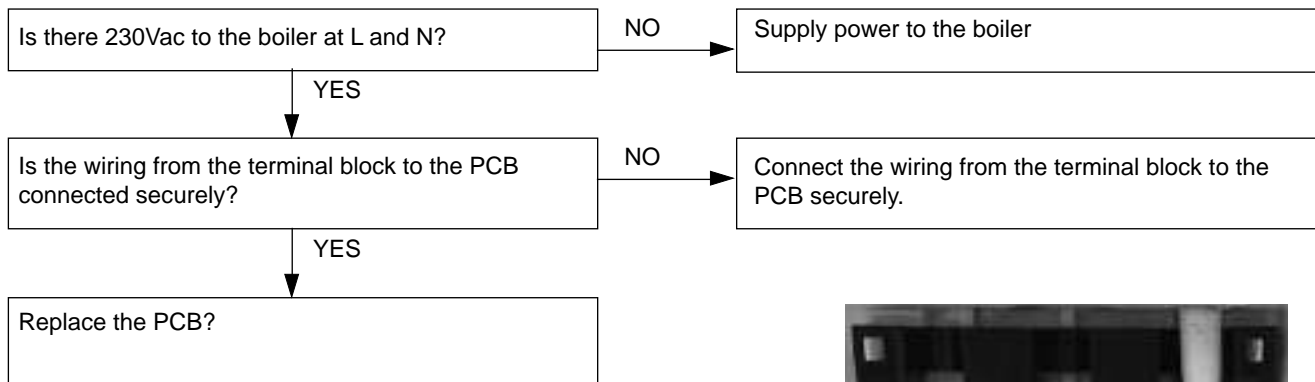 Is there 230Vac to the boiler at L and N?
NO
Supply power to the boiler
YES
Is the wiring from the terminal block to the PCB
connected securely?
NO
Connect the wiring from the terminal block to the
PCB securely.
YES
Replace the PCB?